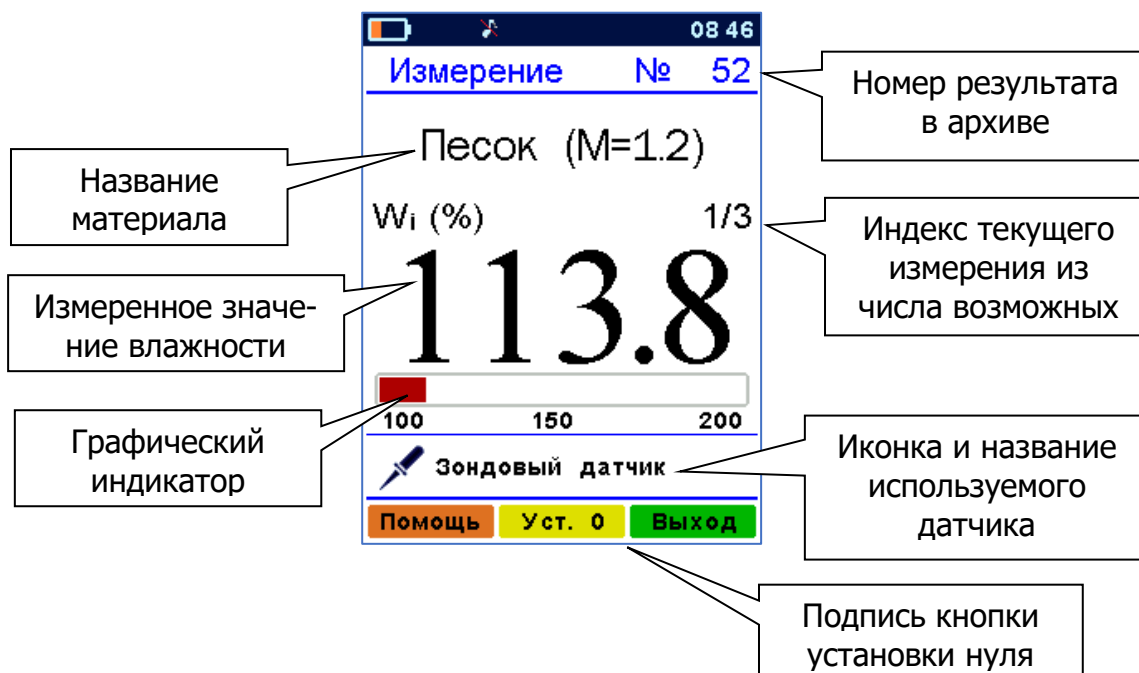 08 46
Измерение № 52
Номер результата
в архиве
Песок (М=1.2)
Название
материала
Wi (%) 1/3
Индекс текущего
измерения из
числа возможных
113.8
Измеренное значе-
ние влажности
100 150 200
Графический
индикатор
Зондовый датчик
Иконка и название
используемого
датчика
Помощь Уст. 0 Выход
Подпись кнопки
установки нуля